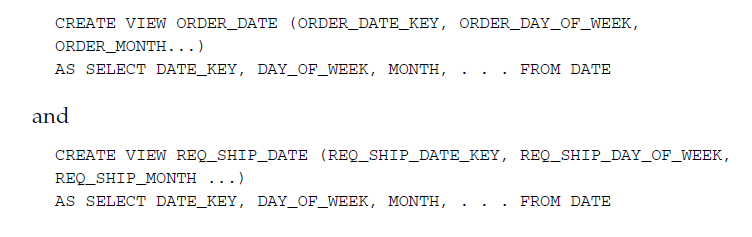 CREATE VIEW ORDER_DATE (ORDER_DATE_KEY, ORDER_DAY_OF_WEEK,
ORDER_MONTH...)
AS SELECT DATE_KEY, DAY_OF_WEEK, MONTH, . . . FROM DATE
and
CREATE VIEW REQ_SHIP_DATE (REQ_SHIP_DATE_KEY, REQ_SHIP_DAY_OF_WEEK,
REQ_SHIP_MONTH ...)
AS SELECT DATE_KEY, DAY_OF_WEEK, MONTH, . . . FROM DATE